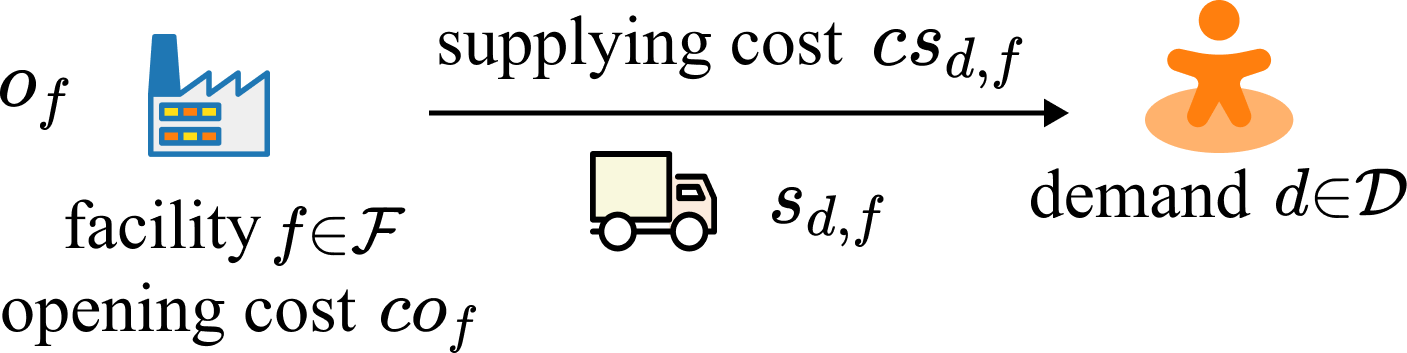 supplying cost cs_{d,f}
o_f
s_{d,f}
demand d∈𝒟
facility f∈ℱ
opening cost co_f